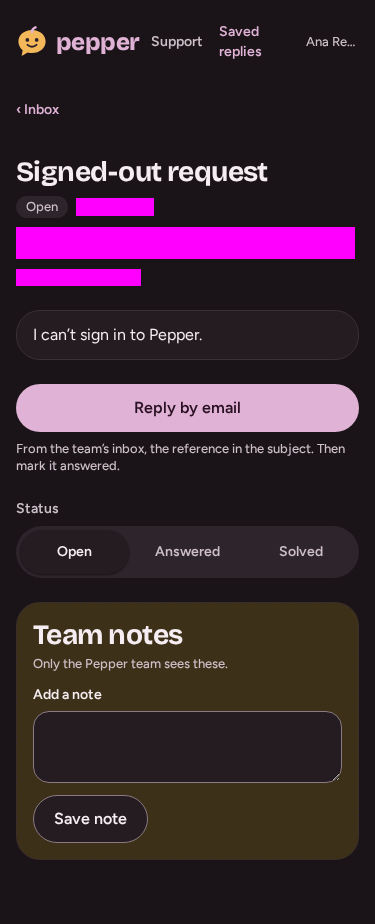 pepper
Support
Saved replies
Ana Re...
‹ Inbox
Signed-out request
Open
I can’t sign in to Pepper.
Reply by email
From the team’s inbox, the reference in the subject. Then
mark it answered.
Status
Open
Answered
Solved
Team notes
Only the Pepper team sees these.
Add a note
Save note